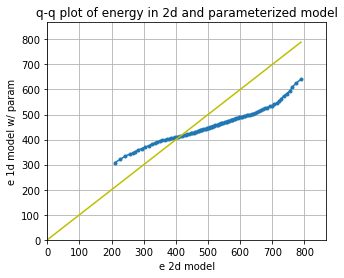 q-q plot of energy in 2d and parameterized model
e 1d model w/ param
800
700
600
500
400
300
200
100
0
0 100 200 300 400 500 600 700 800
e 2d model